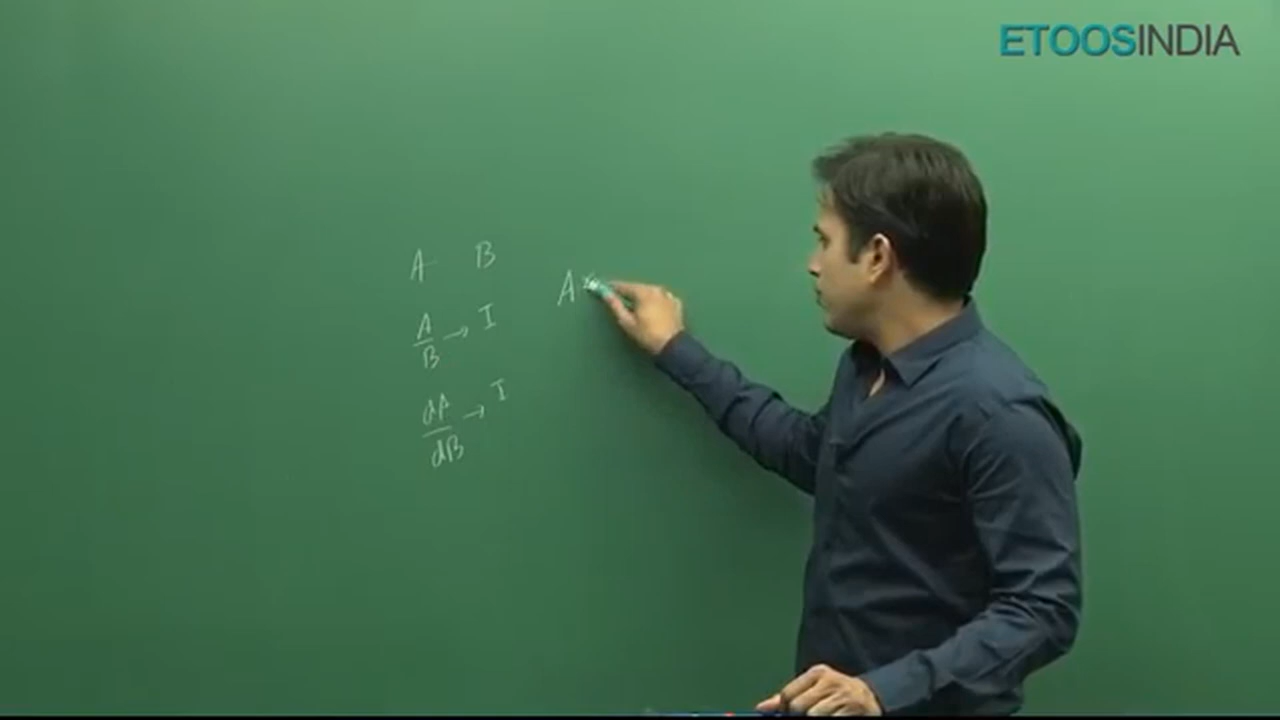 ETOOSINDIA
A B
A/B → I
dA/dB → I
A